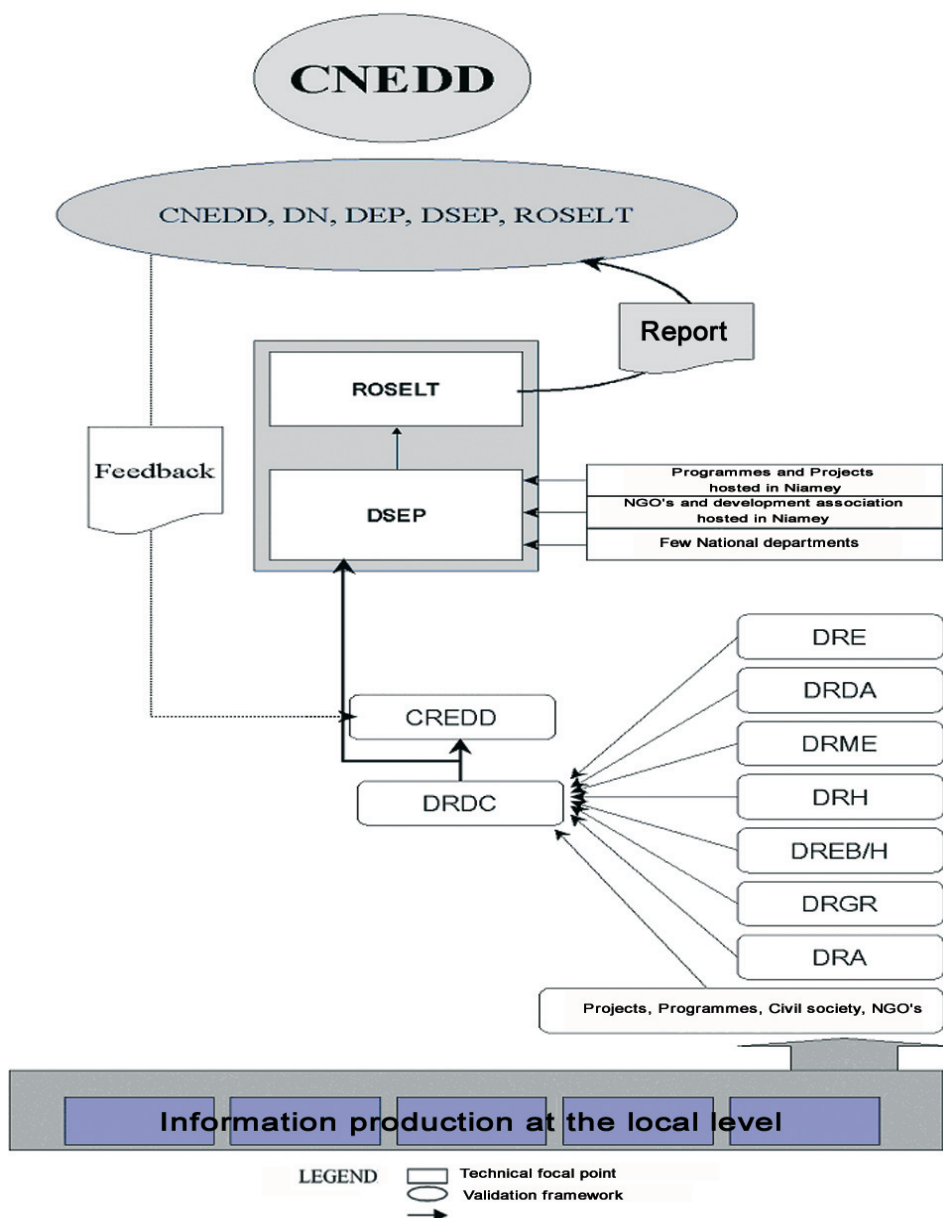 CNEDD
CNEDD, DN, DEP, DSEP, ROSELT
Report
ROSELT
Feedback
DSEP
Programmes and Projects
hosted in Niamey
NGO's and development association
hosted in Niamey
Few National departments
DRE
DRDA
CREDD
DRME
DRDC
DRH
DREB/H
DRGR
DRA
Projects, Programmes, Civil society, NGO's
Information production at the local level
LEGEND
Technical focal point
Validation framework